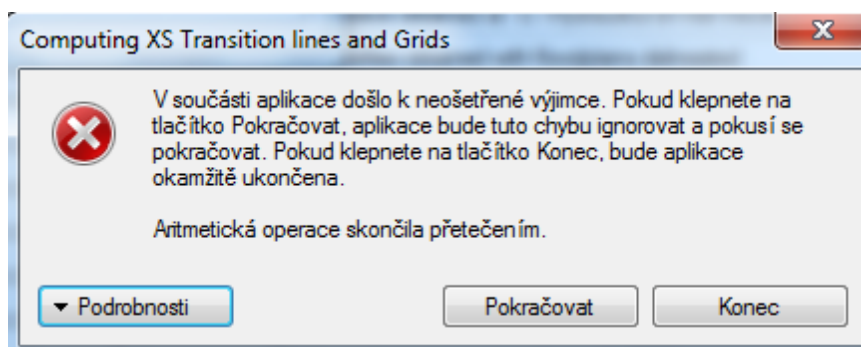 Computing XS Transition lines and Grids
V součásti aplikace došlo k neošetřené výjimce. Pokud klepnete na
tlačítko Pokračovat, aplikace bude tuto chybu ignorovat a pokusí se
pokračovat. Pokud klepnete na tlačítko Konec, bude aplikace
okamžitě ukončena.
Aritmetická operace skončila přetečením.
Podrobnosti
Pokračovat
Konec